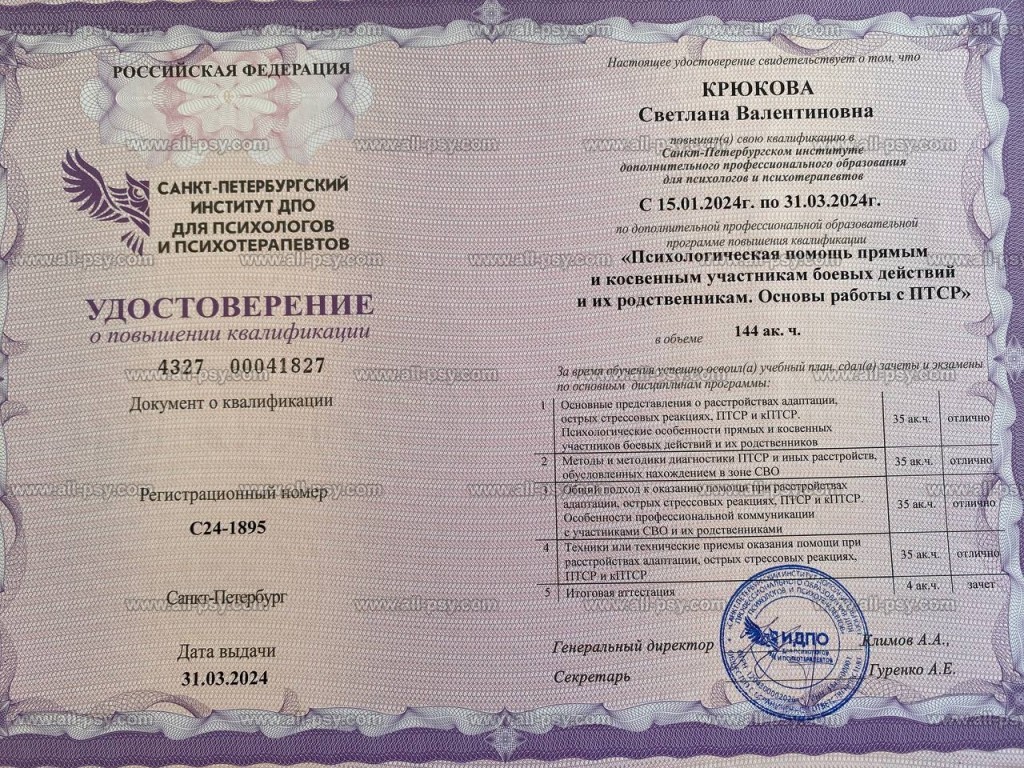 РОССИЙСКАЯ ФЕДЕРАЦИЯ
САНКТ-ПЕТЕРБУРГСКИЙ
ИНСТИТУТ ДПО
ДЛЯ ПСИХОЛОГОВ
И ПСИХОТЕРАПЕВТОВ
УДОСТОВЕРЕНИЕ
о повышении квалификации
4327 00041827
Документ о квалификации
Регистрационный номер
С24-1895
Санкт-Петербург
Дата выдачи
31.03.2024
Настоящее удостоверение свидетельствует о том, что
КРЮКОВА
Светлана Валентиновна
повышал(а) свою квалификацию в
Санкт-Петербургском институте
дополнительного профессионального образования
для психологов и психотерапевтов
С 15.01.2024г. по 31.03.2024г.
по дополнительной профессиональной образовательной
программе повышения квалификации
«Психологическая помощь прямым
и косвенным участникам боевых действий
и их родственникам. Основы работы с ПТСР»
в объеме 144 ак. ч.
За время обучения успешно освоил(а) учебный план, сдал(а) зачеты и экзамены
по основным дисциплинам программы:
1 Основные представления о расстройствах адаптации,
острых стрессовых реакциях, ПТСР и кПТСР.
Психологические особенности прямых и косвенных
участников боевых действий и их родственников
35 ак.ч. отлично
2 Методы и методики диагностики ПТСР и иных расстройств,
обусловленных нахождением в зоне СВО
35 ак.ч. отлично
3 Общий подход к оказанию помощи при расстройствах
адаптации, острых стрессовых реакциях, ПТСР и кПТСР.
Особенности профессиональной коммуникации
с участниками СВО и их родственниками
35 ак.ч. отлично
4 Техники или технические приемы оказания помощи при
расстройствах адаптации, острых стрессовых реакциях,
ПТСР и кПТСР
35 ак.ч. отлично
5 Итоговая аттестация 4 ак.ч. зачет
Генеральный директор Климов А.А.,
Секретарь Гуренко А.Е.
ИДПО
ДЛЯ ПСИХОЛОГОВ
И ПСИХОТЕРАПЕВТОВ
www.all-psy.com